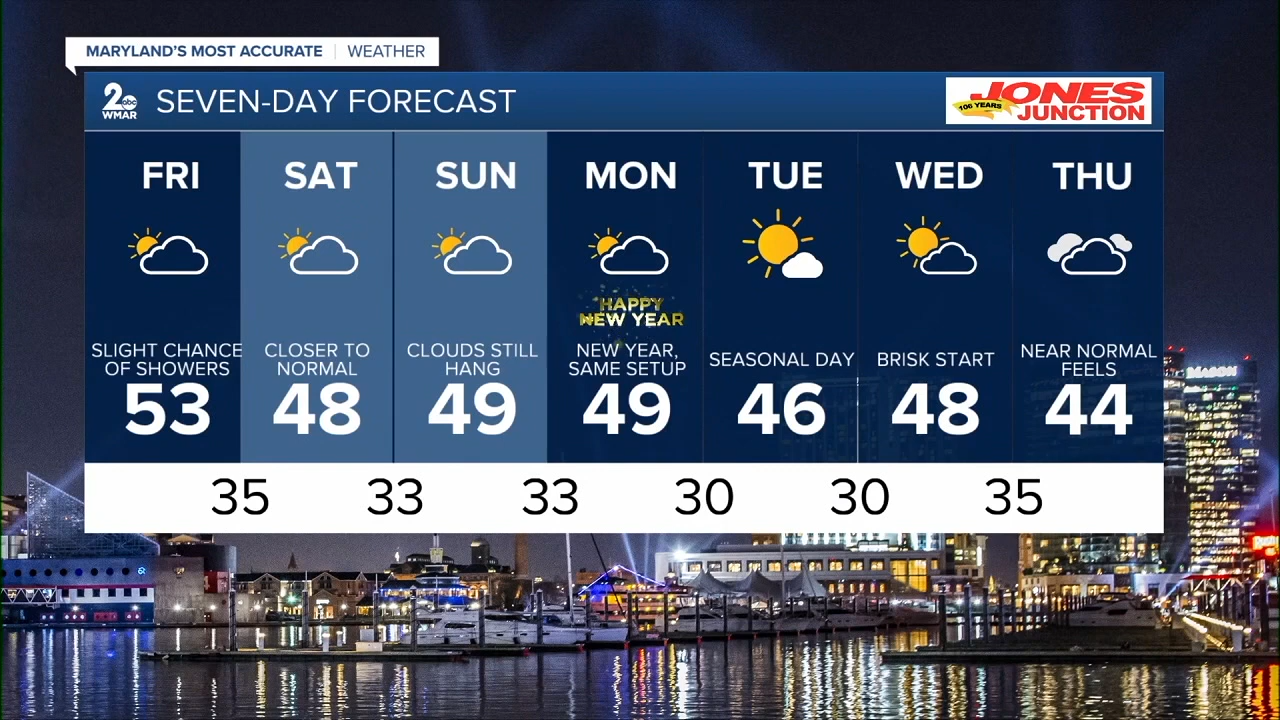 MARYLAND'S MOST ACCURATE | WEATHER
2 abc
WMAR
SEVEN-DAY FORECAST
JONES
106 YEARS
JUNCTION
FRI SAT SUN MON TUE WED THU
HAPPY
NEW YEAR
SLIGHT CHANCE
OF SHOWERS
CLOSER TO
NORMAL
CLOUDS STILL
HANG
NEW YEAR,
SAME SETUP
SEASONAL DAY
BRISK START
NEAR NORMAL
FEELS
53 48 49 49 46 48 44
35 33 33 30 30 35